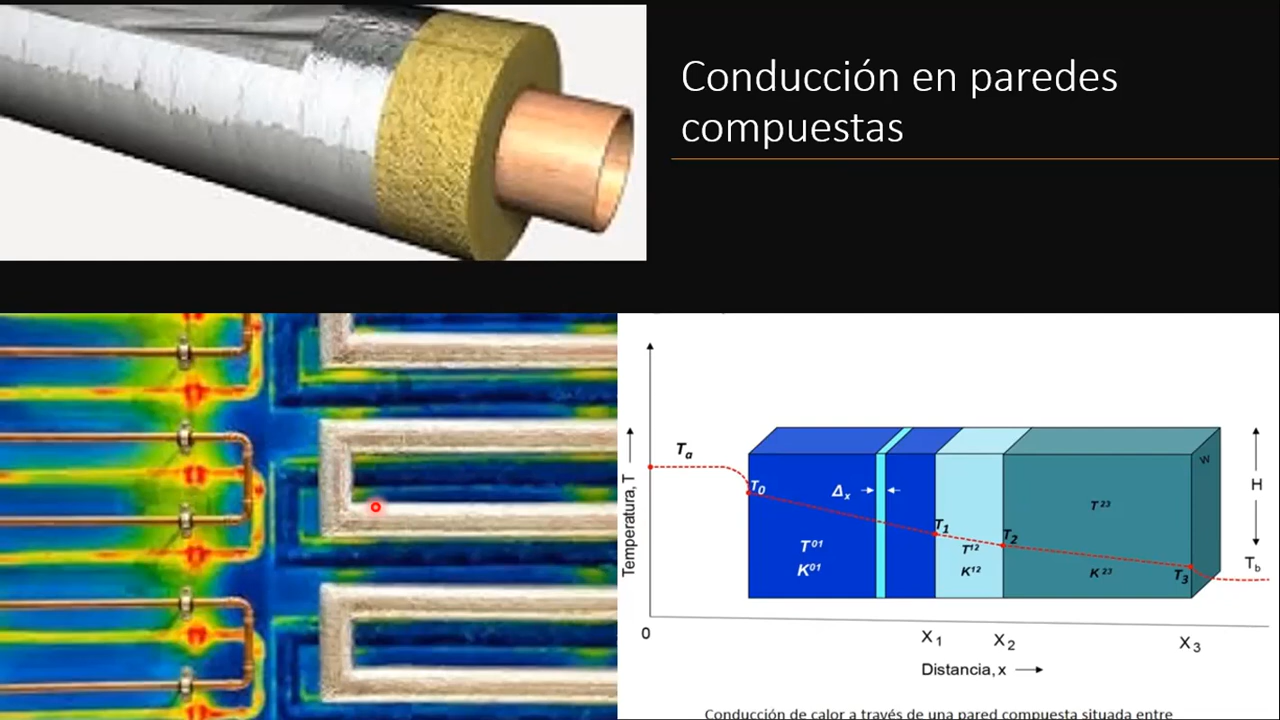 Conducción en paredes
compuestas
Temperatura, T
Tₐ
T₀
Δₓ
T⁰¹
K⁰¹
T₁
T¹²
K¹²
T₂
T²³
K²³
T₃
W
H
T_b
0
X₁
X₂
X₃
Distancia, x
Conducción de calor a través de una pared compuesta situada entre